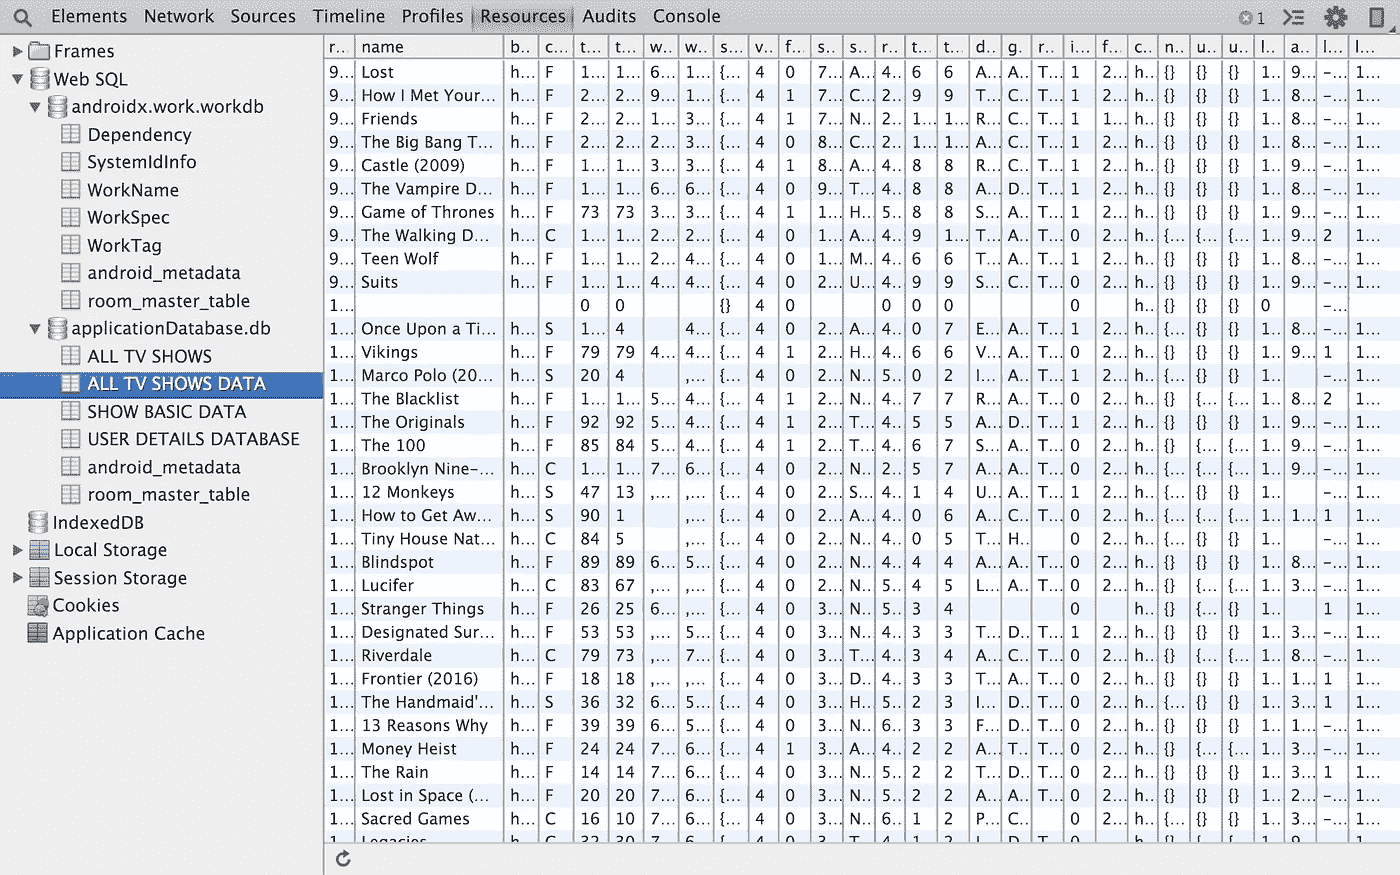 Elements Network Sources Timeline Profiles Resources Audits Console 1
Frames
Web SQL
androidx.work.workdb
Dependency
SystemIdInfo
WorkName
WorkSpec
WorkTag
android_metadata
room_master_table
applicationDatabase.db
ALL TV SHOWS
ALL TV SHOWS DATA
SHOW BASIC DATA
USER DETAILS DATABASE
android_metadata
room_master_table
IndexedDB
Local Storage
Session Storage
Cookies
Application Cache
r... name b.. c... t... t... w... w... s... v... f... s... s... r... t... t... d.. g. r... i... f... c... n.. u.. u.. l... a... l... l...
9... Lost h... F 1... 1... 6... 1... {... 4 0 7... A... 4... 6 6 A... A... T... 1 2... h.. {} {} {} 1.. 9... -... 1...
9... How I Met Your... h... F 2... 2... 9... 1... {... 4 1 7... C... 2... 9 9 T... C... T... 1 2... h.. {} {} {} 1.. 8... -... 1...
9... Friends h... F 2... 2... 1... 3... {... 4 1 7... N... 2... 1... 1... R... C... T... 1 1... h.. {} {} {} 1.. 8... -... 1...
9... The Big Bang T... h... F 2... 2... 2... 3... {... 4 0 8... C... 2... 1... 1... A... C... T... 1 2... h.. {} {} {} 1.. 8... -... 1...
9... Castle (2009) h... F 1... 1... 3... 3... {... 4 1 8... A... 4... 8 8 R... C... T... 1 2... h.. {} {} {} 1.. 9... -... 1...
9... The Vampire D... h... F 1... 1... 6... 6... {... 4 0 9... T... 4... 8 8 A... D... T... 1 2... h.. {} {} {} 1.. 8... -... 1...
9... Game of Thrones h... F 73 73 3... 3... {... 4 1 1... H... 5... 8 8 S... A... T... 1 2... h.. {} {} {} 1.. 9... -... 1...
9... The Walking D... h... C 1... 1... 2... 2... {... 4 0 1... A... 4... 9 1... T... A... T... 0 2... h.. {... {... {... 1.. 9... 2 1...
9... Teen Wolf h... F 1... 1... 2... 4... {... 4 0 1... M... 4... 6 6 T... A... T... 1 2... h.. {} {} {} 1.. 8... -... 1...
9... Suits h... F 1... 1... 4... 4... {... 4 0 2... U... 4... 9 9 S... C... T... 0 2... h.. {} {} {} 1.. 9... -... 1...
1... 0 0 {} 4 0 0 0 0 0 h.. {} {} {} 0 -...
1... Once Upon a Ti... h... S 1... 4 4... {... 4 0 2... A... 4... 0 7 E... A... T... 1 2... h.. {... {} {} 1.. 8... -... 1...
1... Vikings h... F 79 79 4... 4... {... 4 1 2... H... 4... 6 6 V... A... T... 0 2... h.. {} {} {} 1.. 9... 1 1...
1... Marco Polo (20... h... S 20 4 ,... {... 4 0 2... N... 5... 0 2 I... A... T... 1 2... h.. {... {} {} 1.. -... 1...
1... The Blacklist h... F 1... 1... 5... 4... {... 4 1 2... N... 4... 7 7 R... A... T... 0 2... h.. {} {... {... 1.. 8... 2 1...
1... The Originals h... F 92 92 5... 4... {... 4 1 2... T... 4... 5 5 A... D... T... 1 2... h.. {} {} {} 1.. 9... -... 1...
1... The 100 h... F 85 84 5... 4... {... 4 1 2... T... 4... 6 7 S... A... T... 0 2... h.. {} {... {... 1.. 9... -... 1...
1... Brooklyn Nine-... h... C 1... 1... 7... 6... {... 4 0 2... N... 2... 5 7 A... A... T... 0 2... h.. {... {... {... 1.. 9... -... 1...
1... 12 Monkeys h... S 47 13 ,... ,... {... 4 0 2... S... 4... 1 4 U... A... T... 1 2... h.. {... {} {} 1.. -... 1...
1... How to Get Aw... h... S 90 1 ,... {... 4 0 2... A... 4... 0 6 A... C... T... 0 2... h.. {... {... {... 1.. 1... 1 1...
1... Tiny House Nat... h... C 84 5 ,... {... 4 0 2... N... 4... 0 5 T... H... 0 2... h.. {... {} {} 1.. -... 1...
1... Blindspot h... F 89 89 6... 5... {... 4 0 2... N... 4... 4 4 A... A... T... 0 2... h.. {} {} {} 1.. 8... -... 1...
1... Lucifer h... C 83 67 ,... ,... {... 4 0 2... N... 5... 4 5 L... A... T... 0 2... h.. {... {... {... 1.. 3... -... 1...
1... Stranger Things h... F 26 25 6... ,... {... 4 0 3... N... 5... 3 4 0 h.. {} {... {} 1.. 1 1...
1... Designated Sur... h... F 53 53 ,... 5... {... 4 0 3... N... 4... 3 3 T... D... T... 1 2... h.. {} {} {} 1.. 3... -... 1...
1... Riverdale h... C 79 73 ,... 7... {... 4 0 3... T... 4... 3 4 A... C... T... 0 2... h.. {} {... {... 1.. 8... -... 1...
1... Frontier (2016) h... F 18 18 ,... ,... {... 4 0 3... D... 4... 3 3 T... A... T... 0 2... h.. {} {} {} 1.. 1... 1 1...
1... The Handmaid'... h... S 36 32 6... 5... {... 4 0 3... H... 5... 2 3 I... D... T... 0 2... h.. {... {... {... 1.. 3... 1 1...
1... 13 Reasons Why h... F 39 39 6... 5... {... 4 0 3... N... 6... 3 3 F... D... T... 0 2... h.. {} {} {} 1.. 1... -... 1...
1... Money Heist h... F 24 24 7... 6... {... 4 1 3... A... 4... 2 2 A... T... T... 0 2... h.. {} {... {... 1.. 3... -... 1...
1... The Rain h... F 14 14 7... 6... {... 4 0 3... N... 5... 2 2 T... D... T... 0 2... h.. {} {} {} 1.. 3... 1 1...
1... Lost in Space (... h... F 20 20 7... 6... {... 4 0 3... N... 5... 2 2 A... A... T... 0 2... h.. {} {} {} 1.. 2... -... 1...
1... Sacred Games h... C 16 10 7... 6... {... 4 0 3... N... 6... 1 2 P... C... 0 2... h.. {... {... {... 1.. 3... -... 1...
Legacies